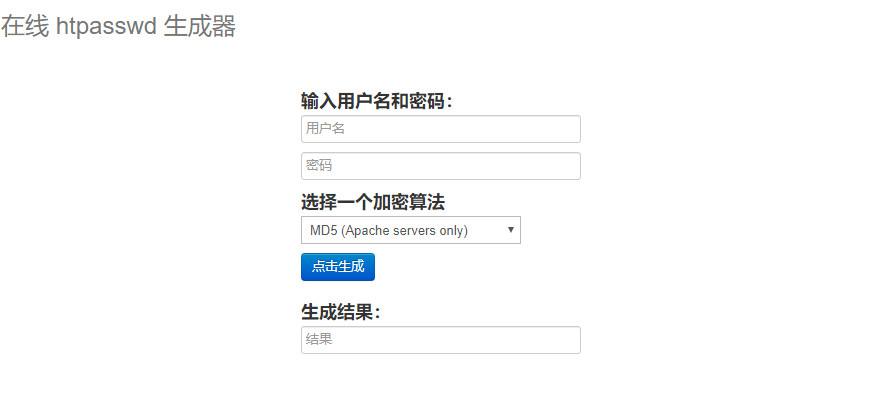 在线 htpasswd 生成器
输入用户名和密码：
用户名
密码
选择一个加密算法
MD5 (Apache servers only)
点击生成
生成结果：
结果